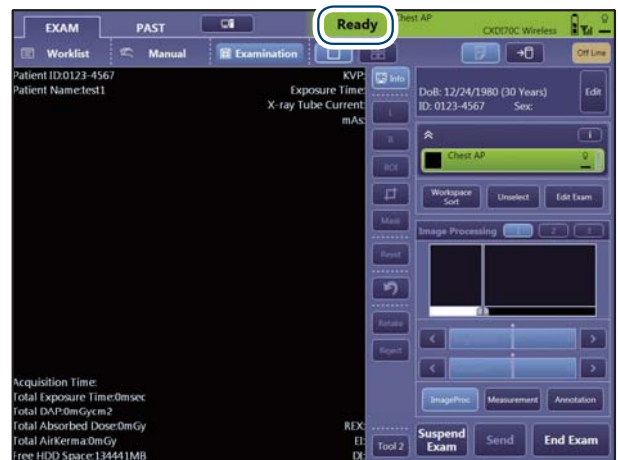 EXAM PAST Ready Chest AP
CXDI70C Wireless
Worklist Manual Examination Off Line
Patient ID:0123-4567
Patient Name:test1
KVP:
Exposure Time:
X-ray Tube Current:
mAs:
Info
L
R
ROI
Mask
Reset
Retake
Reject
Tool 2
DoB: 12/24/1980 (30 Years)
ID: 0123-4567 Sex:
Edit
i
Chest AP
Workspace
Sort
Unselect
Edit Exam
Image Processing 1 2 3
ImageProc. Measurement Annotation
Acquisition Time:
Total Exposure Time:0msec
Total DAP:0mGycm2
Total Absorbed Dose:0mGy
Total AirKerma:0mGy
Free HDD Space:134441MB
REX:
EI:
DI:
Suspend
Exam
Send
End Exam